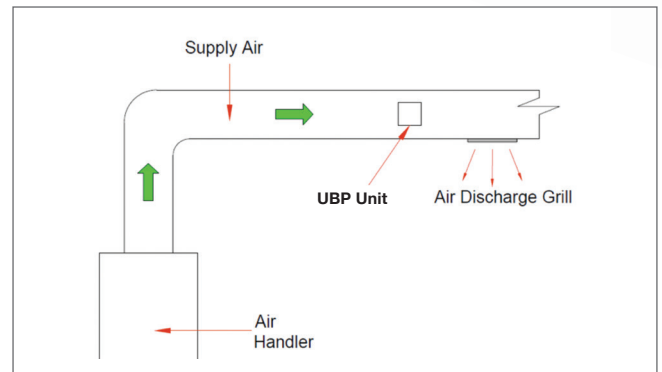 Supply Air
UBP Unit
Air Discharge Grill
Air
Handler